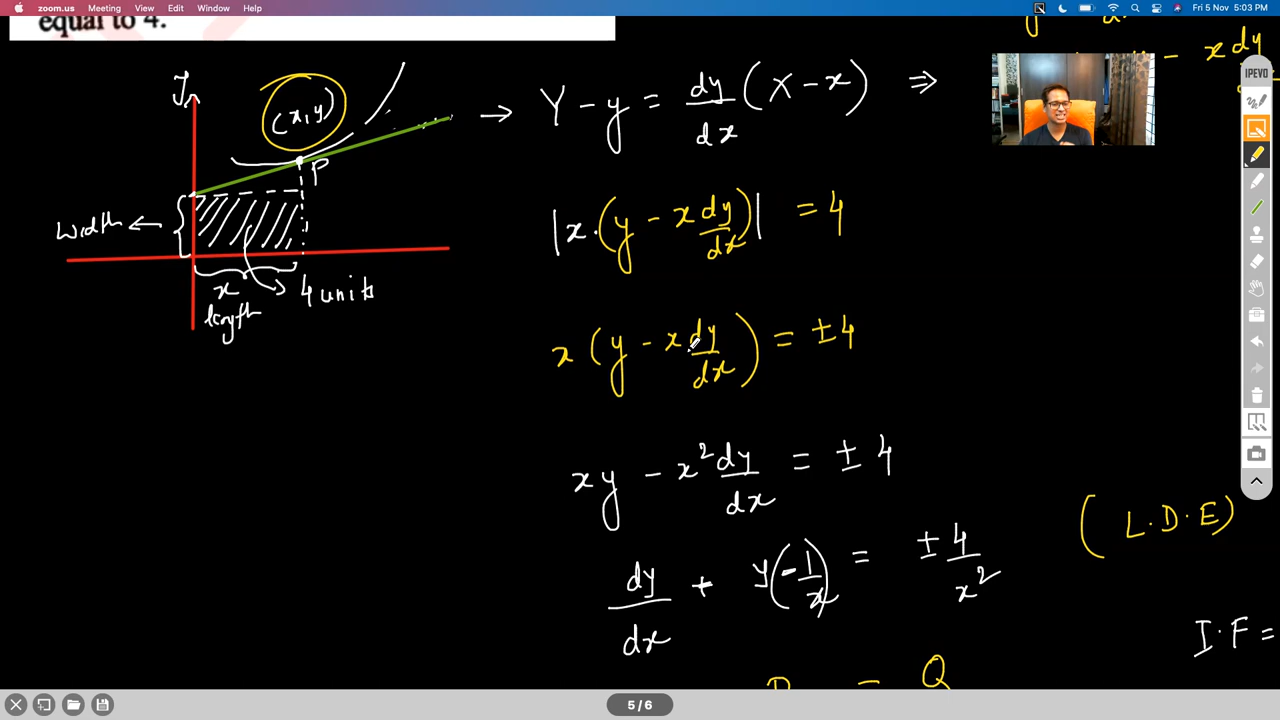 zoom.us Meeting View Edit Window Help Fri 5 Nov 5:03 PM
equal to 4.
y
(x,y)
P
width ←
x
length
4 units
→ Y - y = dy/dx (X - x) ⇒
- x dy
IPEVO
|x·(y - x dy/dx)| = 4
x (y - x dy/dx) = ±4
xy - x² dy/dx = ± 4
(L.D.E)
dy/dx + y(-1/x) = ± 4/x²
I.F =
= Q
5 / 6